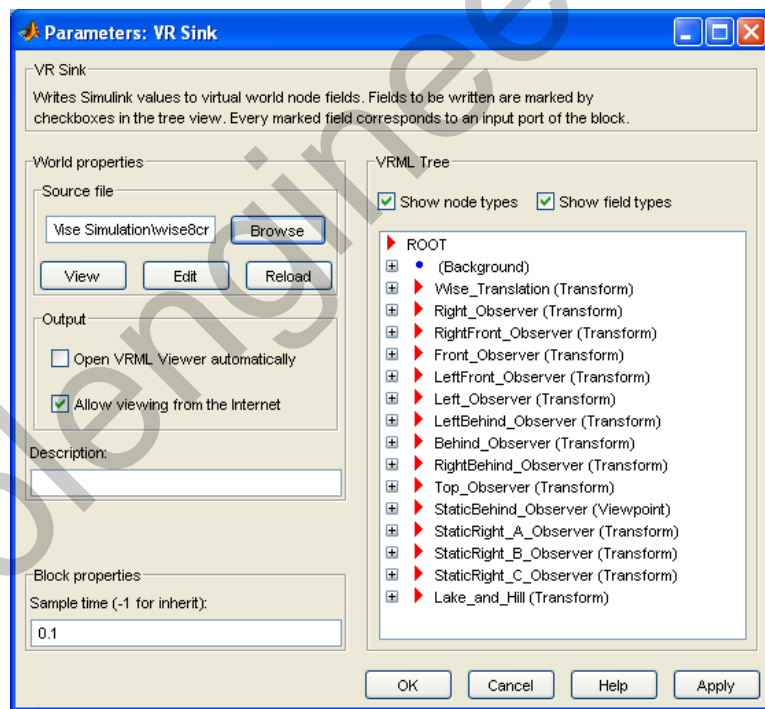 Parameters: VR Sink
VR Sink
Writes Simulink values to virtual world node fields. Fields to be written are marked by
checkboxes in the tree view. Every marked field corresponds to an input port of the block.
World properties
Source file
Wise Simulation\wise8cr
Browse
View
Edit
Reload
Output
Open VRML Viewer automatically
Allow viewing from the Internet
Description:
Block properties
Sample time (-1 for inherit):
0.1
VRML Tree
Show node types
Show field types
ROOT
(Background)
Wise_Translation (Transform)
Right_Observer (Transform)
RightFront_Observer (Transform)
Front_Observer (Transform)
LeftFront_Observer (Transform)
Left_Observer (Transform)
LeftBehind_Observer (Transform)
Behind_Observer (Transform)
RightBehind_Observer (Transform)
Top_Observer (Transform)
StaticBehind_Observer (Viewpoint)
StaticRight_A_Observer (Transform)
StaticRight_B_Observer (Transform)
StaticRight_C_Observer (Transform)
Lake_and_Hill (Transform)
OK
Cancel
Help
Apply